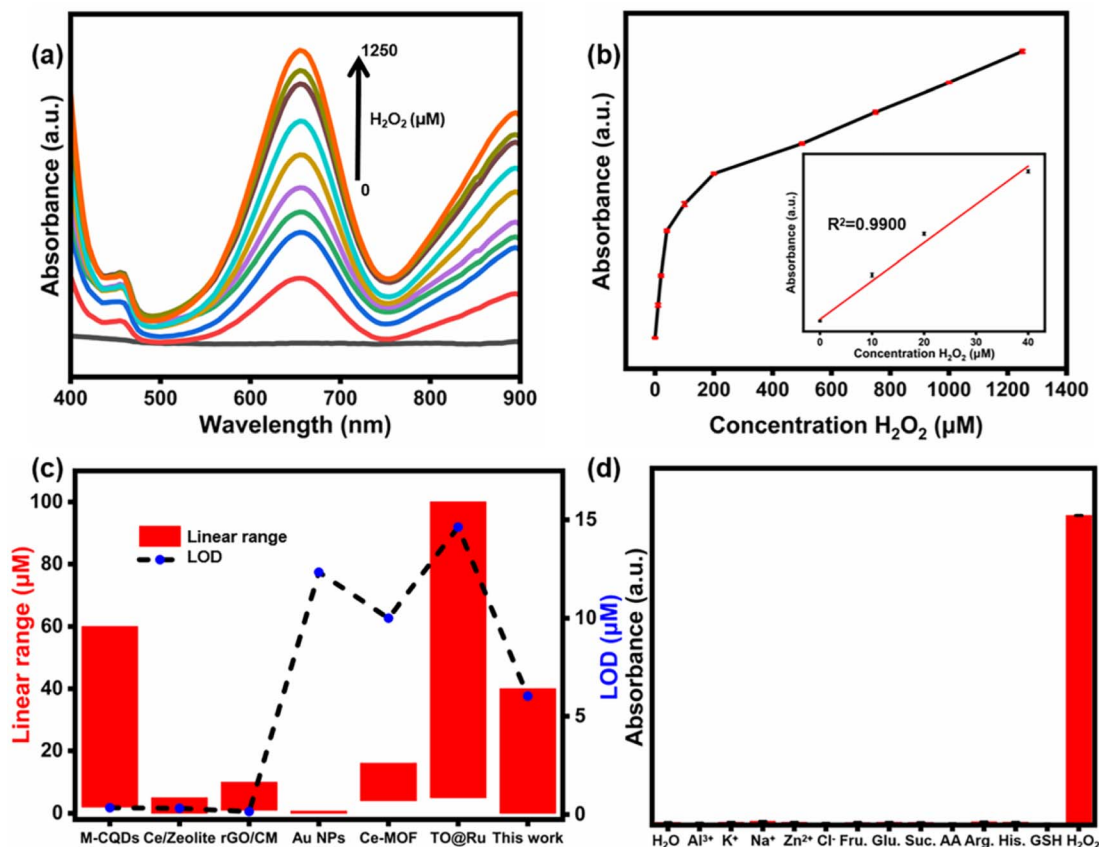 (a)
1250
H₂O₂ (µM)
0
Absorbance (a.u.)
400 500 600 700 800 900
Wavelength (nm)
(b)
Absorbance (a.u.)
R²=0.9900
Absorbance (a.u.)
0 10 20 30 40
Concentration H₂O₂ (µM)
0 200 400 600 800 1000 1200 1400
Concentration H₂O₂ (µM)
(c)
Linear range (µM)
100
80
60
40
20
0
Linear range
LOD
15
10
5
0
LOD (µM)
M-CQDs Ce/Zeolite rGO/CM Au NPs Ce-MOF TO@Ru This work
(d)
Absorbance (a.u.)
H₂O Al³⁺ K⁺ Na⁺ Zn²⁺ Cl⁻ Fru. Glu. Suc. AA Arg. His. GSH H₂O₂